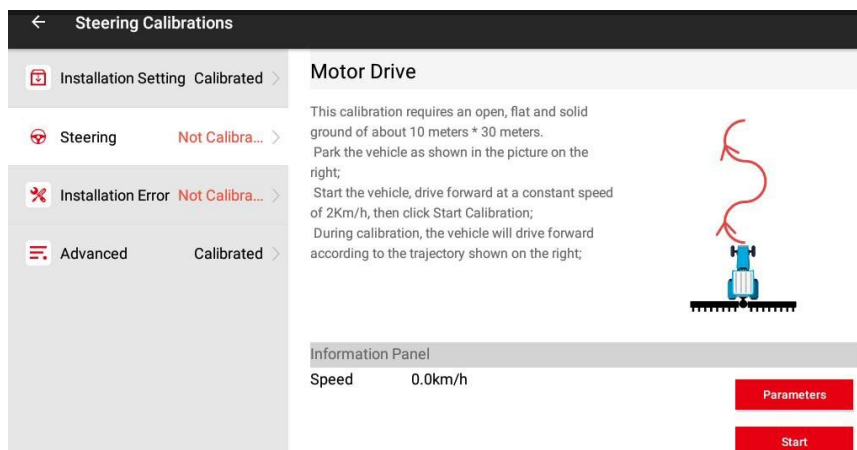 Steering Calibrations
Installation Setting Calibrated
Steering Not Calibra...
Installation Error Not Calibra...
Advanced Calibrated
Motor Drive
This calibration requires an open, flat and solid
ground of about 10 meters * 30 meters.
Park the vehicle as shown in the picture on the
right;
Start the vehicle, drive forward at a constant speed
of 2Km/h, then click Start Calibration;
During calibration, the vehicle will drive forward
according to the trajectory shown on the right;
Information Panel
Speed 0.0km/h
Parameters
Start